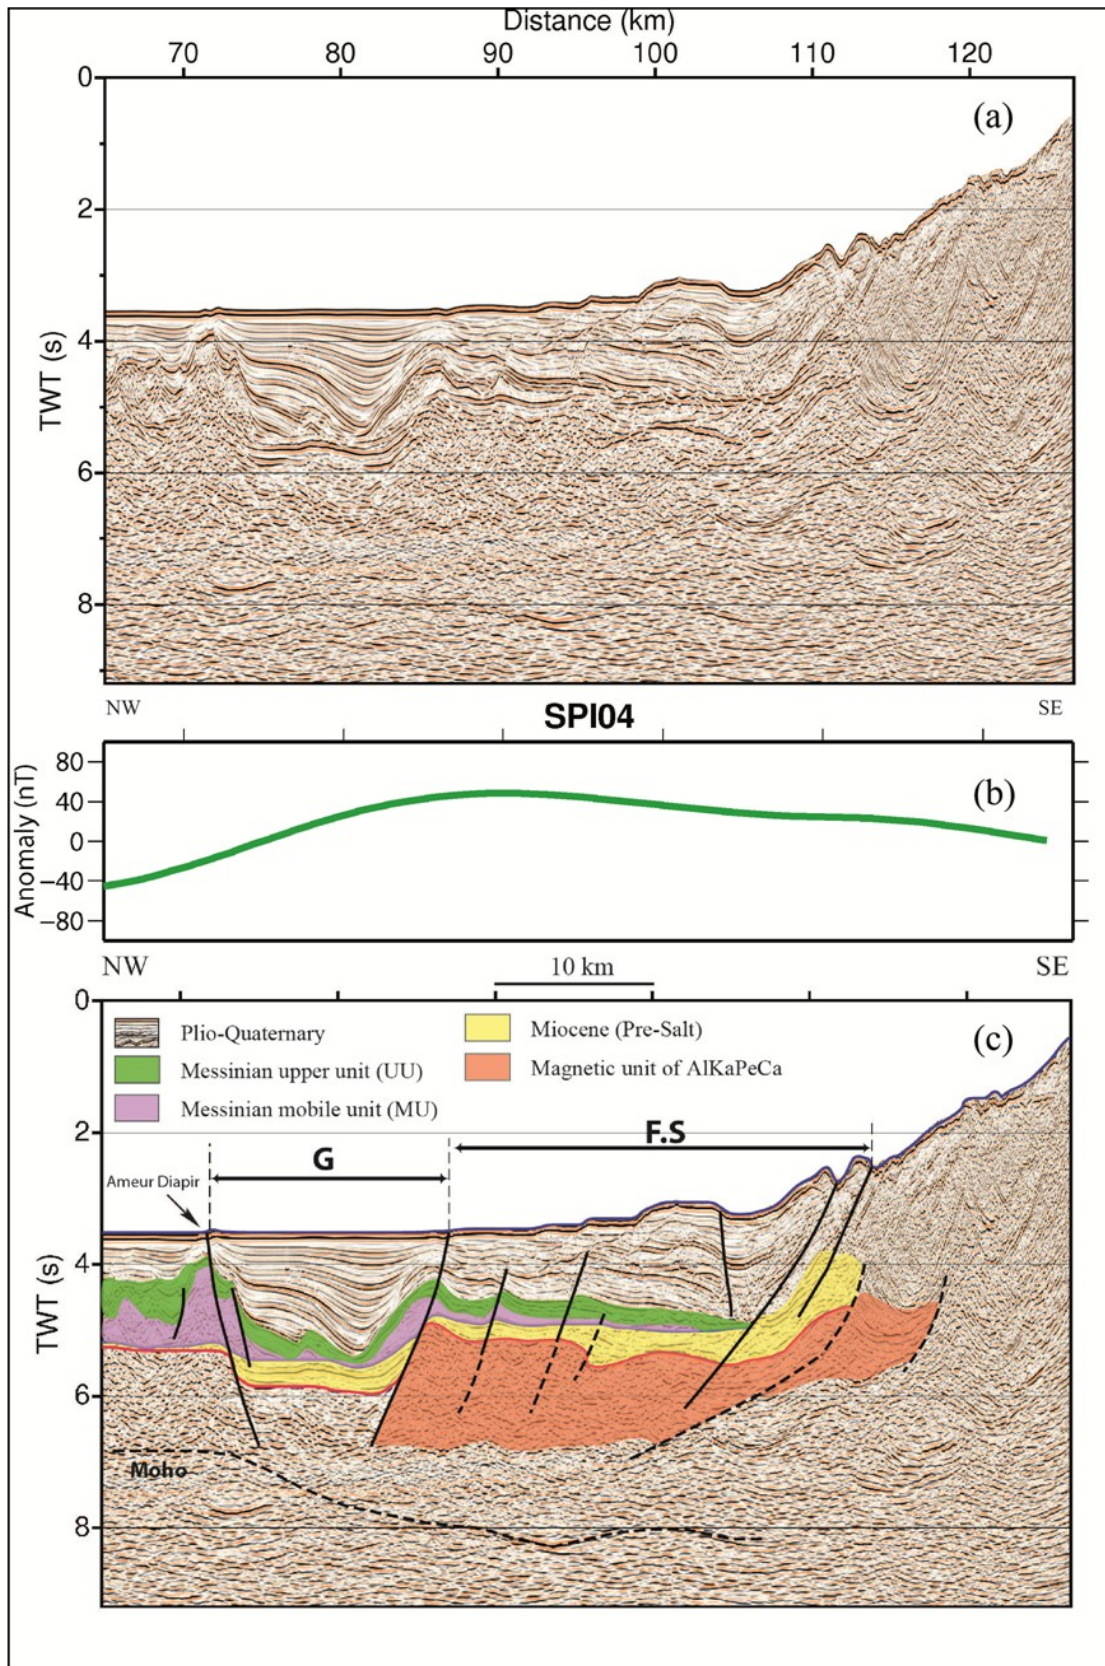 Distance (km)
70 80 90 100 110 120
0
(a)
2
4
TWT (s)
6
8
NW SPI04 SE
80
40
0
−40
−80
Anomaly (nT)
(b)
NW 10 km SE
0
(c)
Plio-Quaternary
Miocene (Pre-Salt)
Messinian upper unit (UU)
Magnetic unit of AlKaPeCa
Messinian mobile unit (MU)
2
F.S
G
Ameur Diapir
4
TWT (s)
6
Moho
8